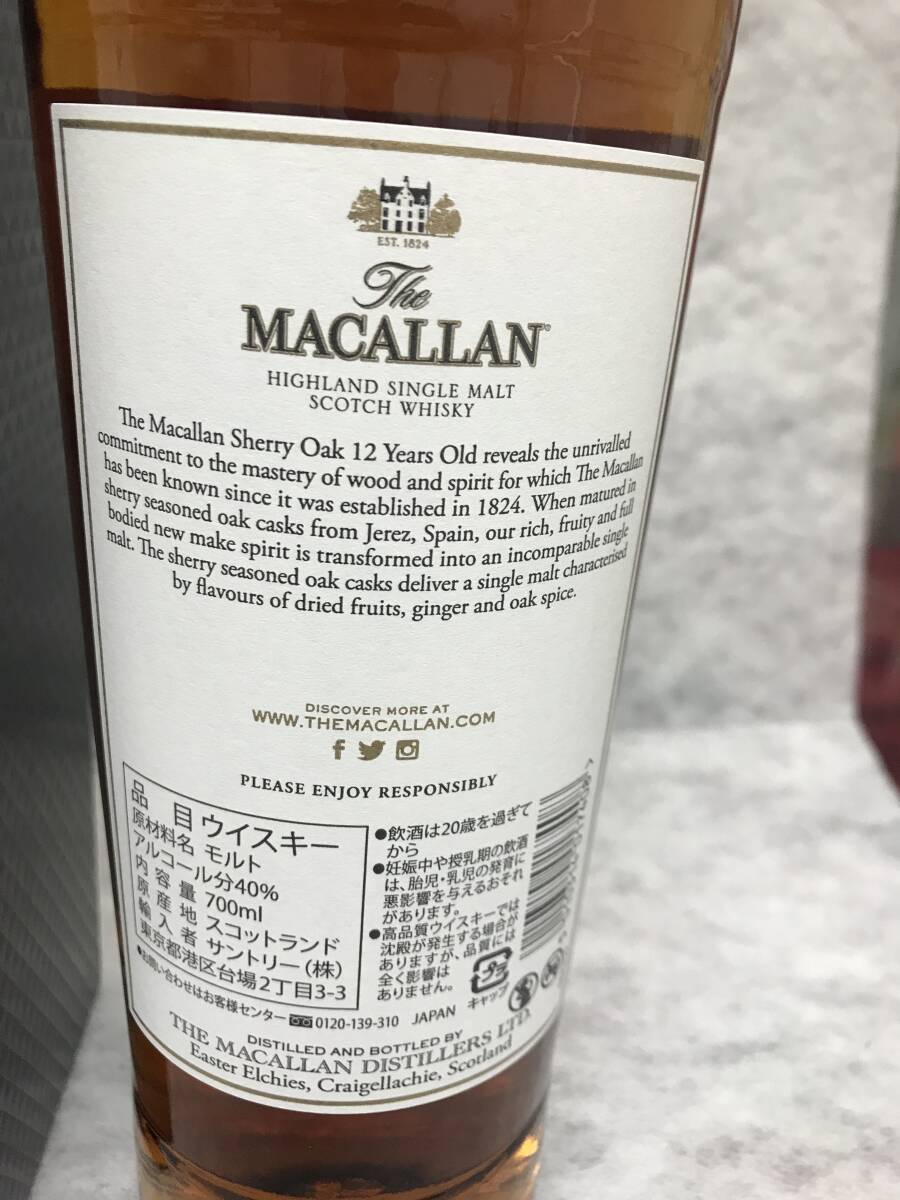 EST. 1824
The
MACALLAN
HIGHLAND SINGLE MALT
SCOTCH WHISKY
The Macallan Sherry Oak 12 Years Old reveals the unrivalled
commitment to the mastery of wood and spirit for which The Macallan
has been known since it was established in 1824. When matured in
sherry seasoned oak casks from Jerez, Spain, our rich, fruity and full
bodied new make spirit is transformed into an incomparable single
malt. The sherry seasoned oak casks deliver a single malt characterised
by flavours of dried fruits, ginger and oak spice.
DISCOVER MORE AT
WWW.THEMACALLAN.COM
PLEASE ENJOY RESPONSIBLY
品目 ウイスキー
原材料名 モルト
アルコール分40%
内容量 700ml
原産地 スコットランド
輸入者 サントリー(株)
東京都港区台場2丁目3-3
●飲酒は20歳を過ぎて
から
●妊娠中や授乳期の飲酒
は、胎児・乳児の発育に
悪影響を与えるおそれ
があります。
●高品質ウイスキーでは
沈殿が発生する場合が
ありますが、品質には
全く影響は
ありません。
プラ
キャップ
●お問い合わせはお客様センター 0120-139-310 JAPAN
DISTILLED AND BOTTLED BY
THE MACALLAN DISTILLERS LTD.
Easter Elchies, Craigellachie, Scotland